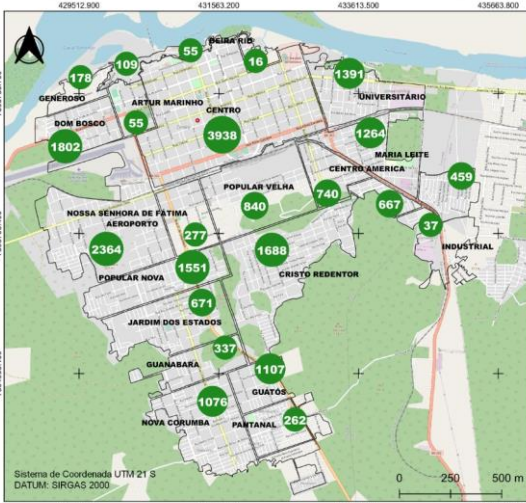 429512.900
431563.200
433613.500
435663.800
BEIRA RIO
55
16
109
178
1391
GENEROSO
ARTUR MARINHO
UNIVERSITÁRIO
CENTRO
DOM BOSCO
55
3938
1264
1802
MARIA LEITE
CENTRO AMERICA
459
POPULAR VELHA
740
840
667
NOSSA SENHORA DE FÁTIMA
AEROPORTO
37
277
2364
1688
INDUSTRIAL
1551
POPULAR NOVA
CRISTO REDENTOR
671
JARDIM DOS ESTADOS
337
GUANABARA
1107
GUATÓS
1076
NOVA CORUMBA
PANTANAL
262
Sistema de Coordenada UTM 21 S
DATUM: SIRGAS 2000
0 250 500 m